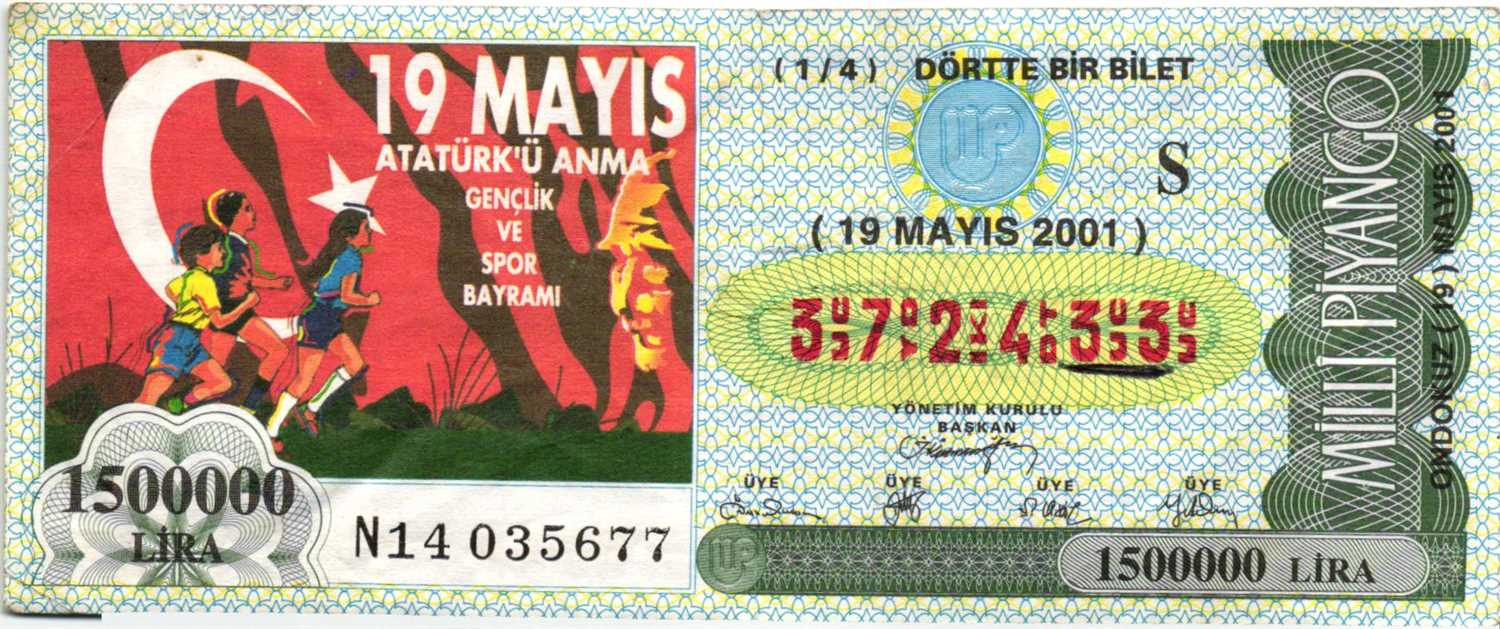 19 MAYIS
ATATÜRK'Ü ANMA
GENÇLİK
VE
SPOR
BAYRAMI
1500000
LİRA
N14 035677
(1/4) DÖRTTE BİR BİLET
S
(19 MAYIS 2001)
372433
YÖNETİM KURULU
BAŞKAN
ÜYE ÜYE ÜYE ÜYE
1500000 LİRA
MİLLİ PİYANGO
ONDOKUZ (19) MAYIS 2001